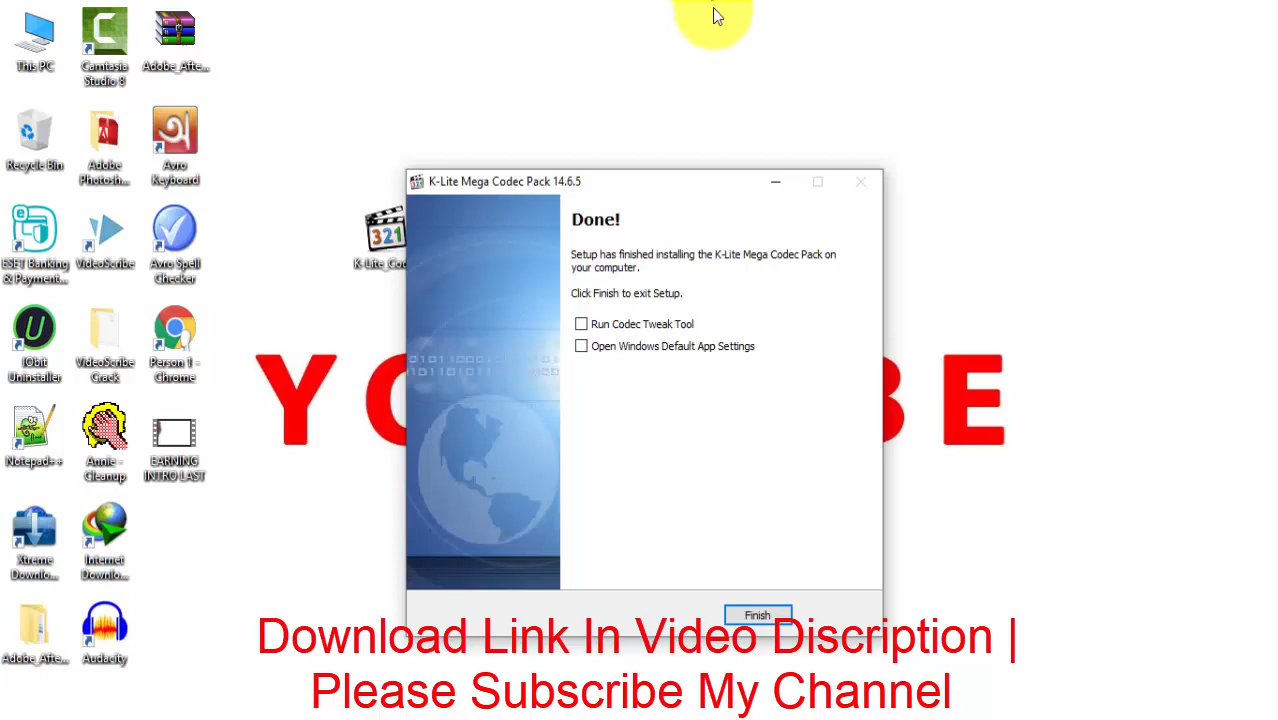 This PC
Camtasia
Studio 8
Adobe_Afte...
Recycle Bin
Adobe
Photosh...
Avro
Keyboard
ESET Banking
& Payment...
VideoScribe
Avro Spell
Checker
IObit
Uninstaller
VideoScribe
Crack
Person 1 -
Chrome
Notepad++
Annie -
Cleanup
EARNING
INTRO LAST
Xtreme
Downlo...
Internet
Downlo...
Adobe_Afte...
Audacity
321
K-Lite_Cod
K-Lite Mega Codec Pack 14.6.5
Done!
Setup has finished installing the K-Lite Mega Codec Pack on
your computer.
Click Finish to exit Setup.
Run Codec Tweak Tool
Open Windows Default App Settings
Finish
Y BE
Download Link In Video Discription |
Please Subscribe My Channel